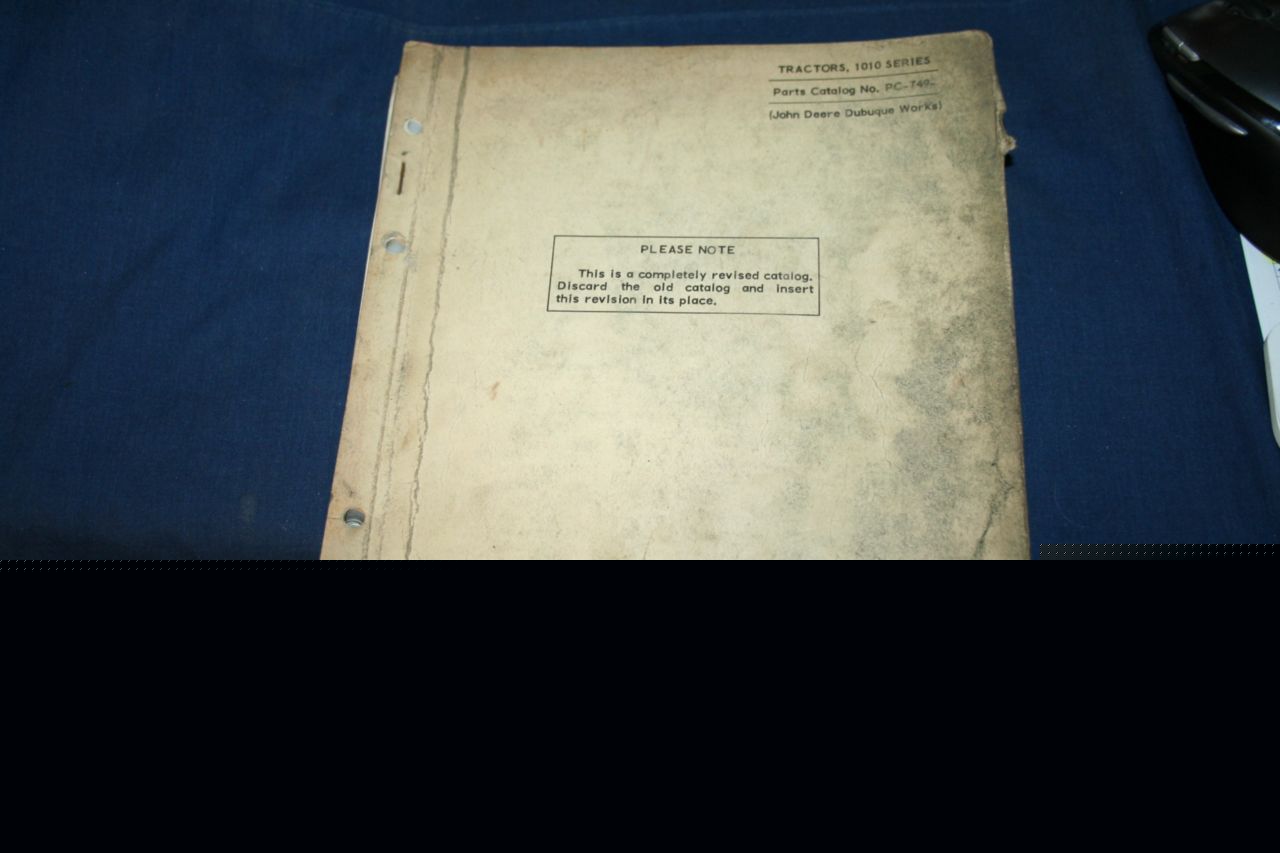 TRACTORS, 1010 SERIES
Parts Catalog No. PC-749-
(John Deere Dubuque Works)
PLEASE NOTE
This is a completely revised catalog.
Discard the old catalog and insert
this revision in its place.